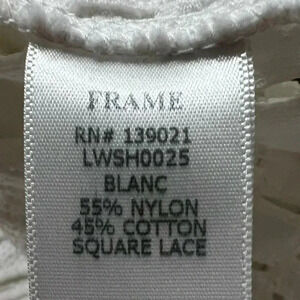 FRAME
RN# 139021
LWSH0025
BLANC
55% NYLON
45% COTTON
SQUARE LACE